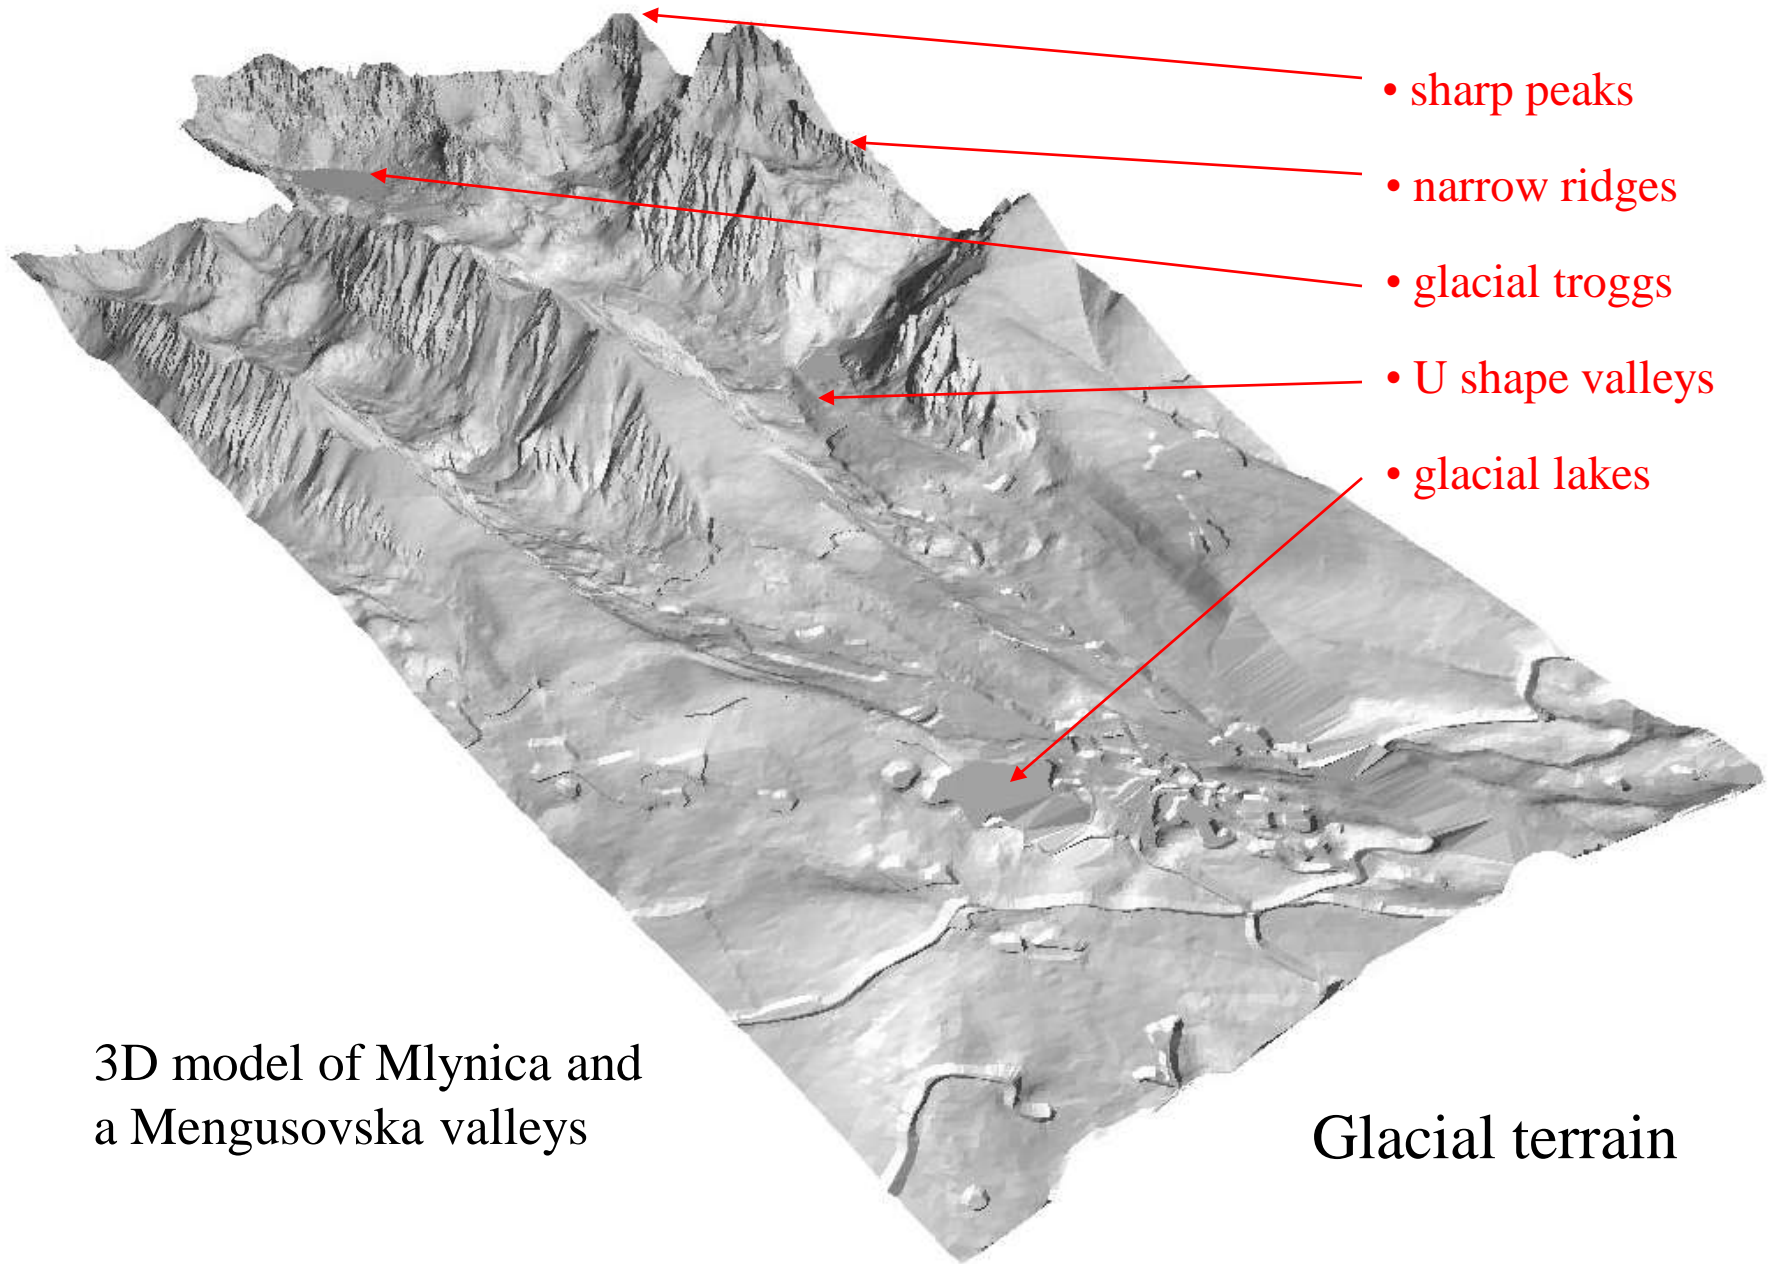 • sharp peaks
• narrow ridges
• glacial troggs
• U shape valleys
• glacial lakes
3D model of Mlynica and
a Mengusovska valleys
Glacial terrain